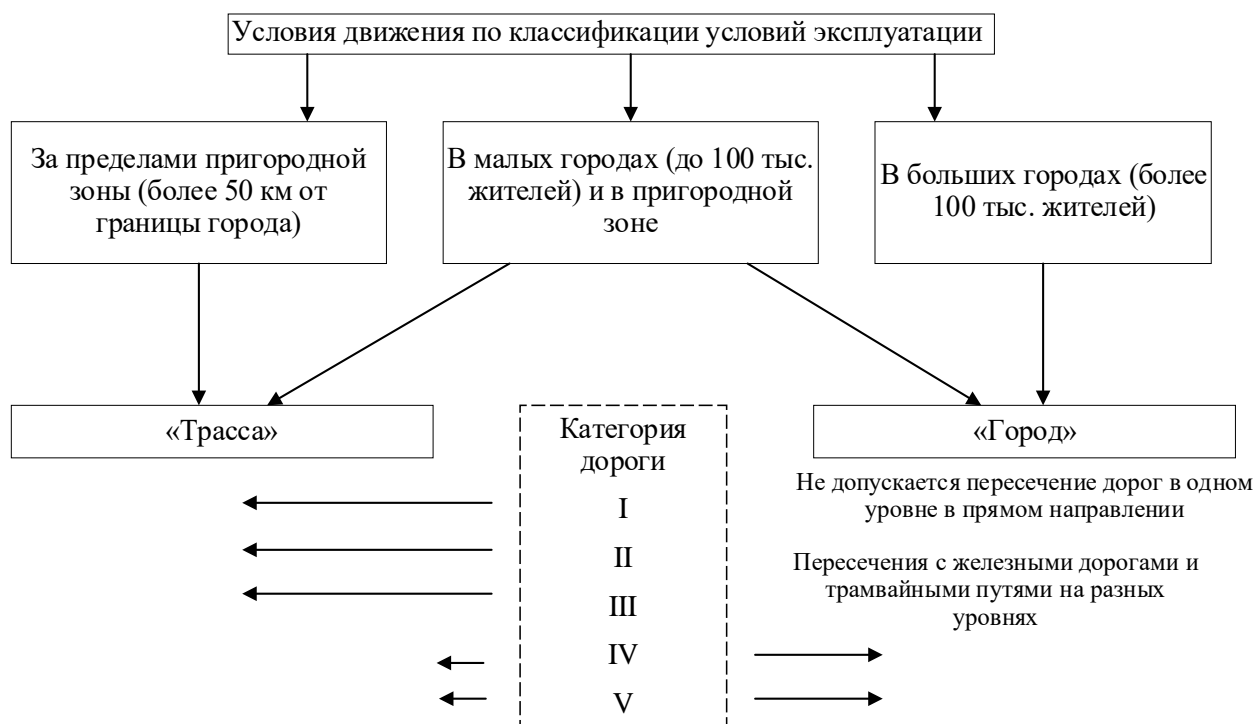 Условия движения по классификации условий эксплуатации
За пределами пригородной
зоны (более 50 км от
границы города)
В малых городах (до 100 тыс.
жителей) и в пригородной
зоне
В больших городах (более
100 тыс. жителей)
«Трасса»
Категория
дороги
I
II
III
IV
V
«Город»
Не допускается пересечение дорог в одном
уровне в прямом направлении
Пересечения с железными дорогами и
трамвайными путями на разных
уровнях